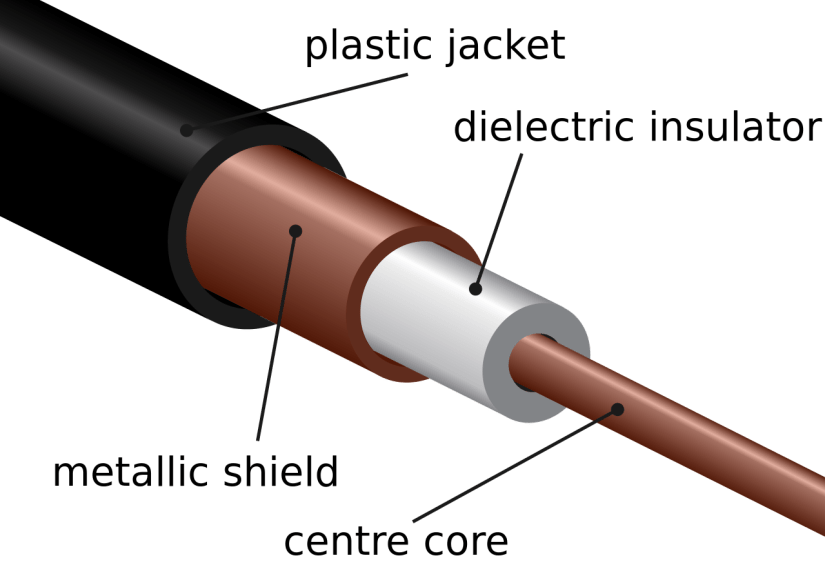 plastic jacket
dielectric insulator
metallic shield
centre core